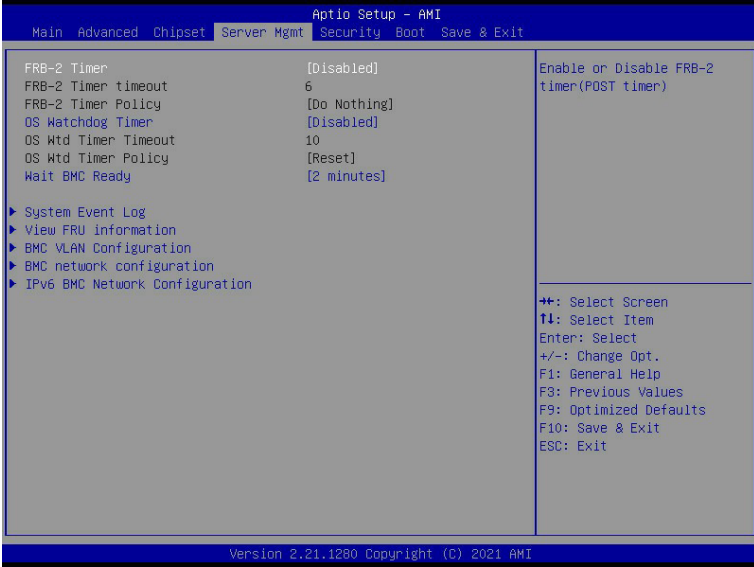 Aptio Setup - AMI
Main Advanced Chipset Server Mgmt Security Boot Save & Exit
FRB-2 Timer [Disabled]
FRB-2 Timer timeout 6
FRB-2 Timer Policy [Do Nothing]
OS Watchdog Timer [Disabled]
OS Wtd Timer Timeout 10
OS Wtd Timer Policy [Reset]
Wait BMC Ready [2 minutes]
System Event Log
View FRU information
BMC VLAN Configuration
BMC network configuration
IPv6 BMC Network Configuration
Enable or Disable FRB-2
timer(POST timer)
→←: Select Screen
↑↓: Select Item
Enter: Select
+/-: Change Opt.
F1: General Help
F3: Previous Values
F9: Optimized Defaults
F10: Save & Exit
ESC: Exit
Version 2.21.1280 Copyright (C) 2021 AMI